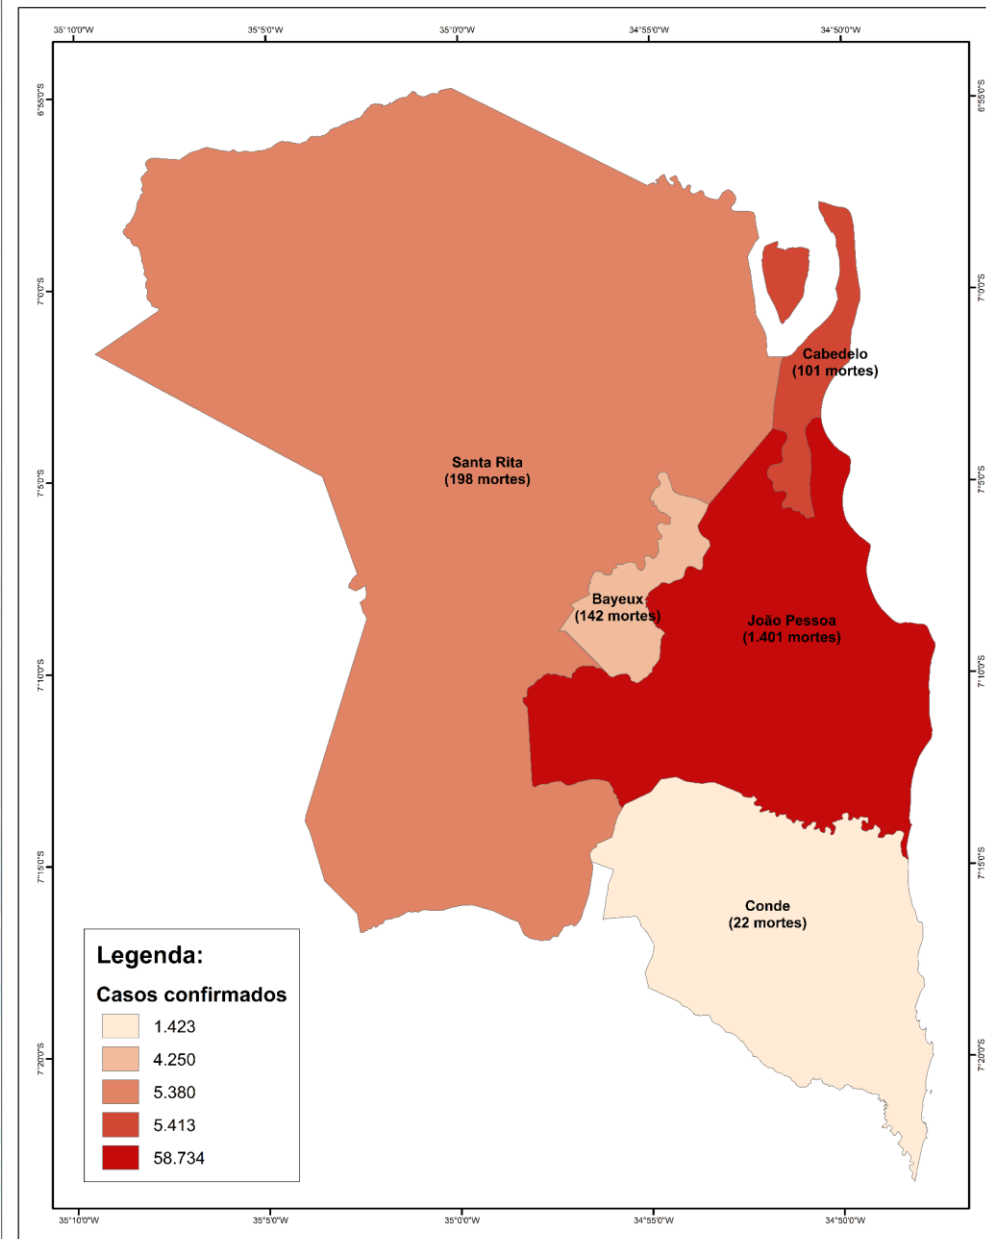 35°10'0"W 35°5'0"W 35°0'0"W 34°55'0"W 34°50'0"W
6°55'0"S 6°55'0"S
7°0'0"S 7°0'0"S
Cabedelo
(101 mortes)
Santa Rita
(198 mortes)
7°5'0"S 7°5'0"S
Bayeux
(142 mortes)
João Pessoa
(1.401 mortes)
7°10'0"S 7°10'0"S
7°15'0"S 7°15'0"S
Conde
(22 mortes)
Legenda:
Casos confirmados
1.423
4.250
5.380
5.413
58.734
7°20'0"S 7°20'0"S
35°10'0"W 35°5'0"W 35°0'0"W 34°55'0"W 34°50'0"W